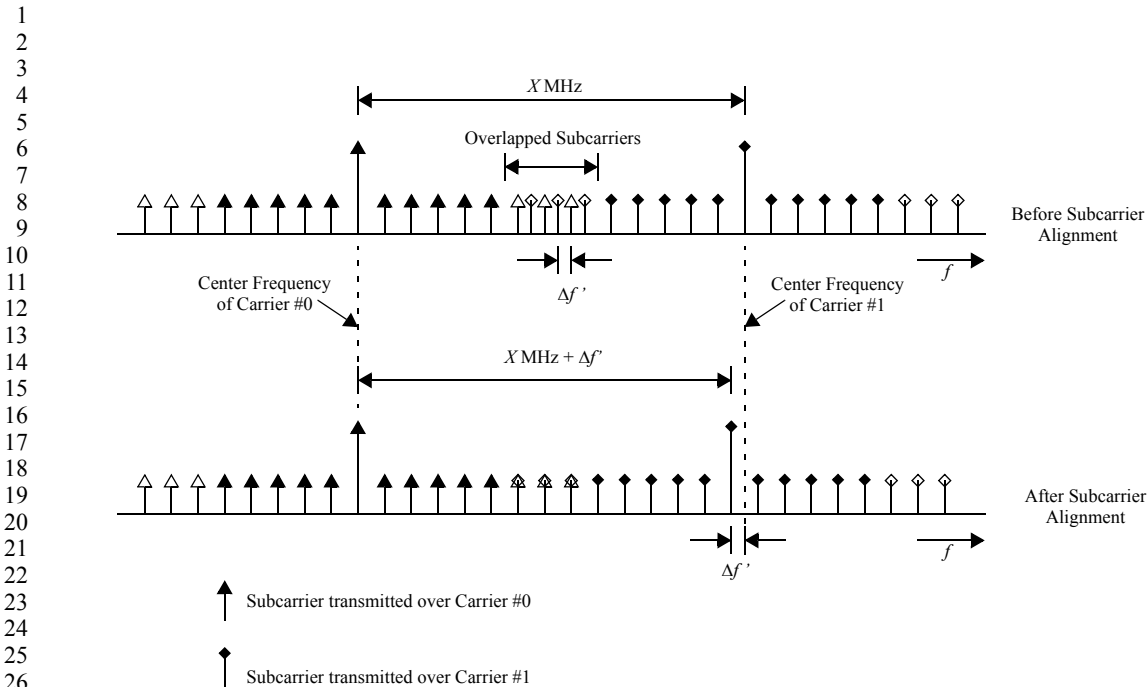 1
2
3
4
5
6
7
8
9
10
11
12
13
14
15
16
17
18
19
20
21
22
23
24
25
26
X MHz
Overlapped Subcarriers
Before Subcarrier
Alignment
f
Δf ’
Center Frequency
of Carrier #0
Center Frequency
of Carrier #1
X MHz + Δf’
After Subcarrier
Alignment
f
Δf ’
Subcarrier transmitted over Carrier #0
Subcarrier transmitted over Carrier #1